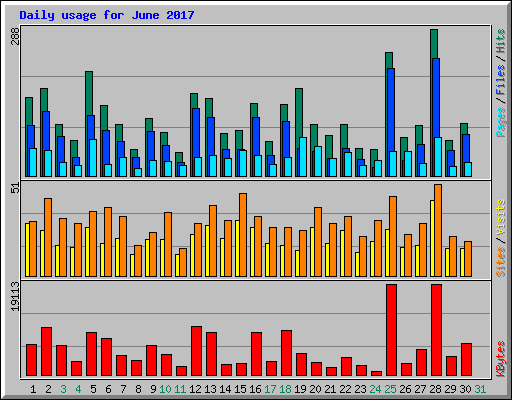 Daily usage for June 2017
288
Pages / Files / Hits
51
Sites / Visits
19113
KBytes
1 2 3 4 5 6 7 8 9 10 11 12 13 14 15 16 17 18 19 20 21 22 23 24 25 26 27 28 29 30 31